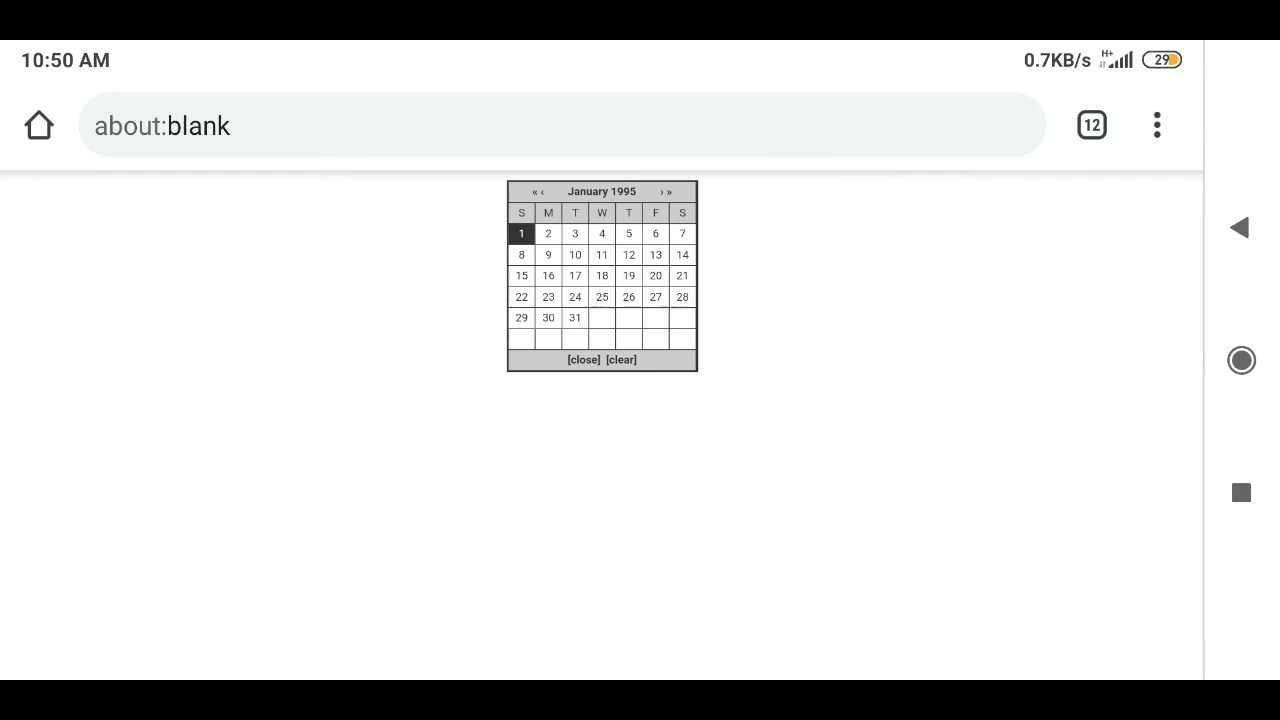 10:50 AM 0.7KB/s H+ 29
about:blank 12
« ‹ January 1995 › »
S M T W T F S
1 2 3 4 5 6 7
8 9 10 11 12 13 14
15 16 17 18 19 20 21
22 23 24 25 26 27 28
29 30 31
[close] [clear]